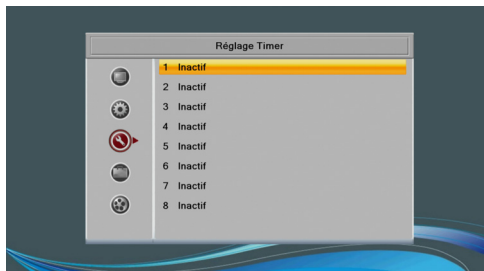 Réglage Timer
1 Inactif
2 Inactif
3 Inactif
4 Inactif
5 Inactif
6 Inactif
7 Inactif
8 Inactif